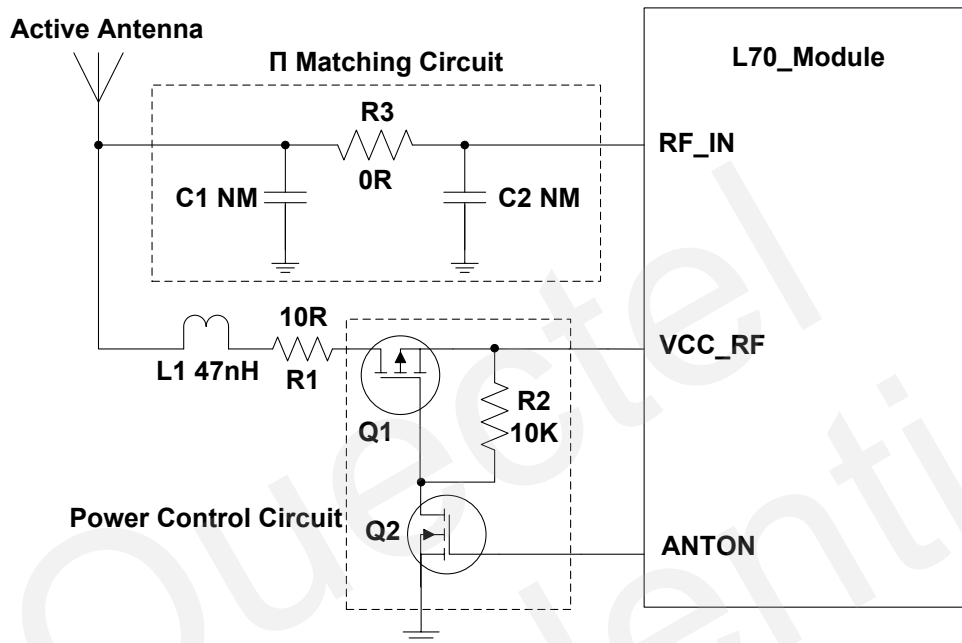 Active Antenna
Π Matching Circuit
L70_Module
R3
0R
RF_IN
C1 NM
C2 NM
10R
L1 47nH
R1
VCC_RF
Q1
R2
10K
Power Control Circuit
Q2
ANTON
Quectel